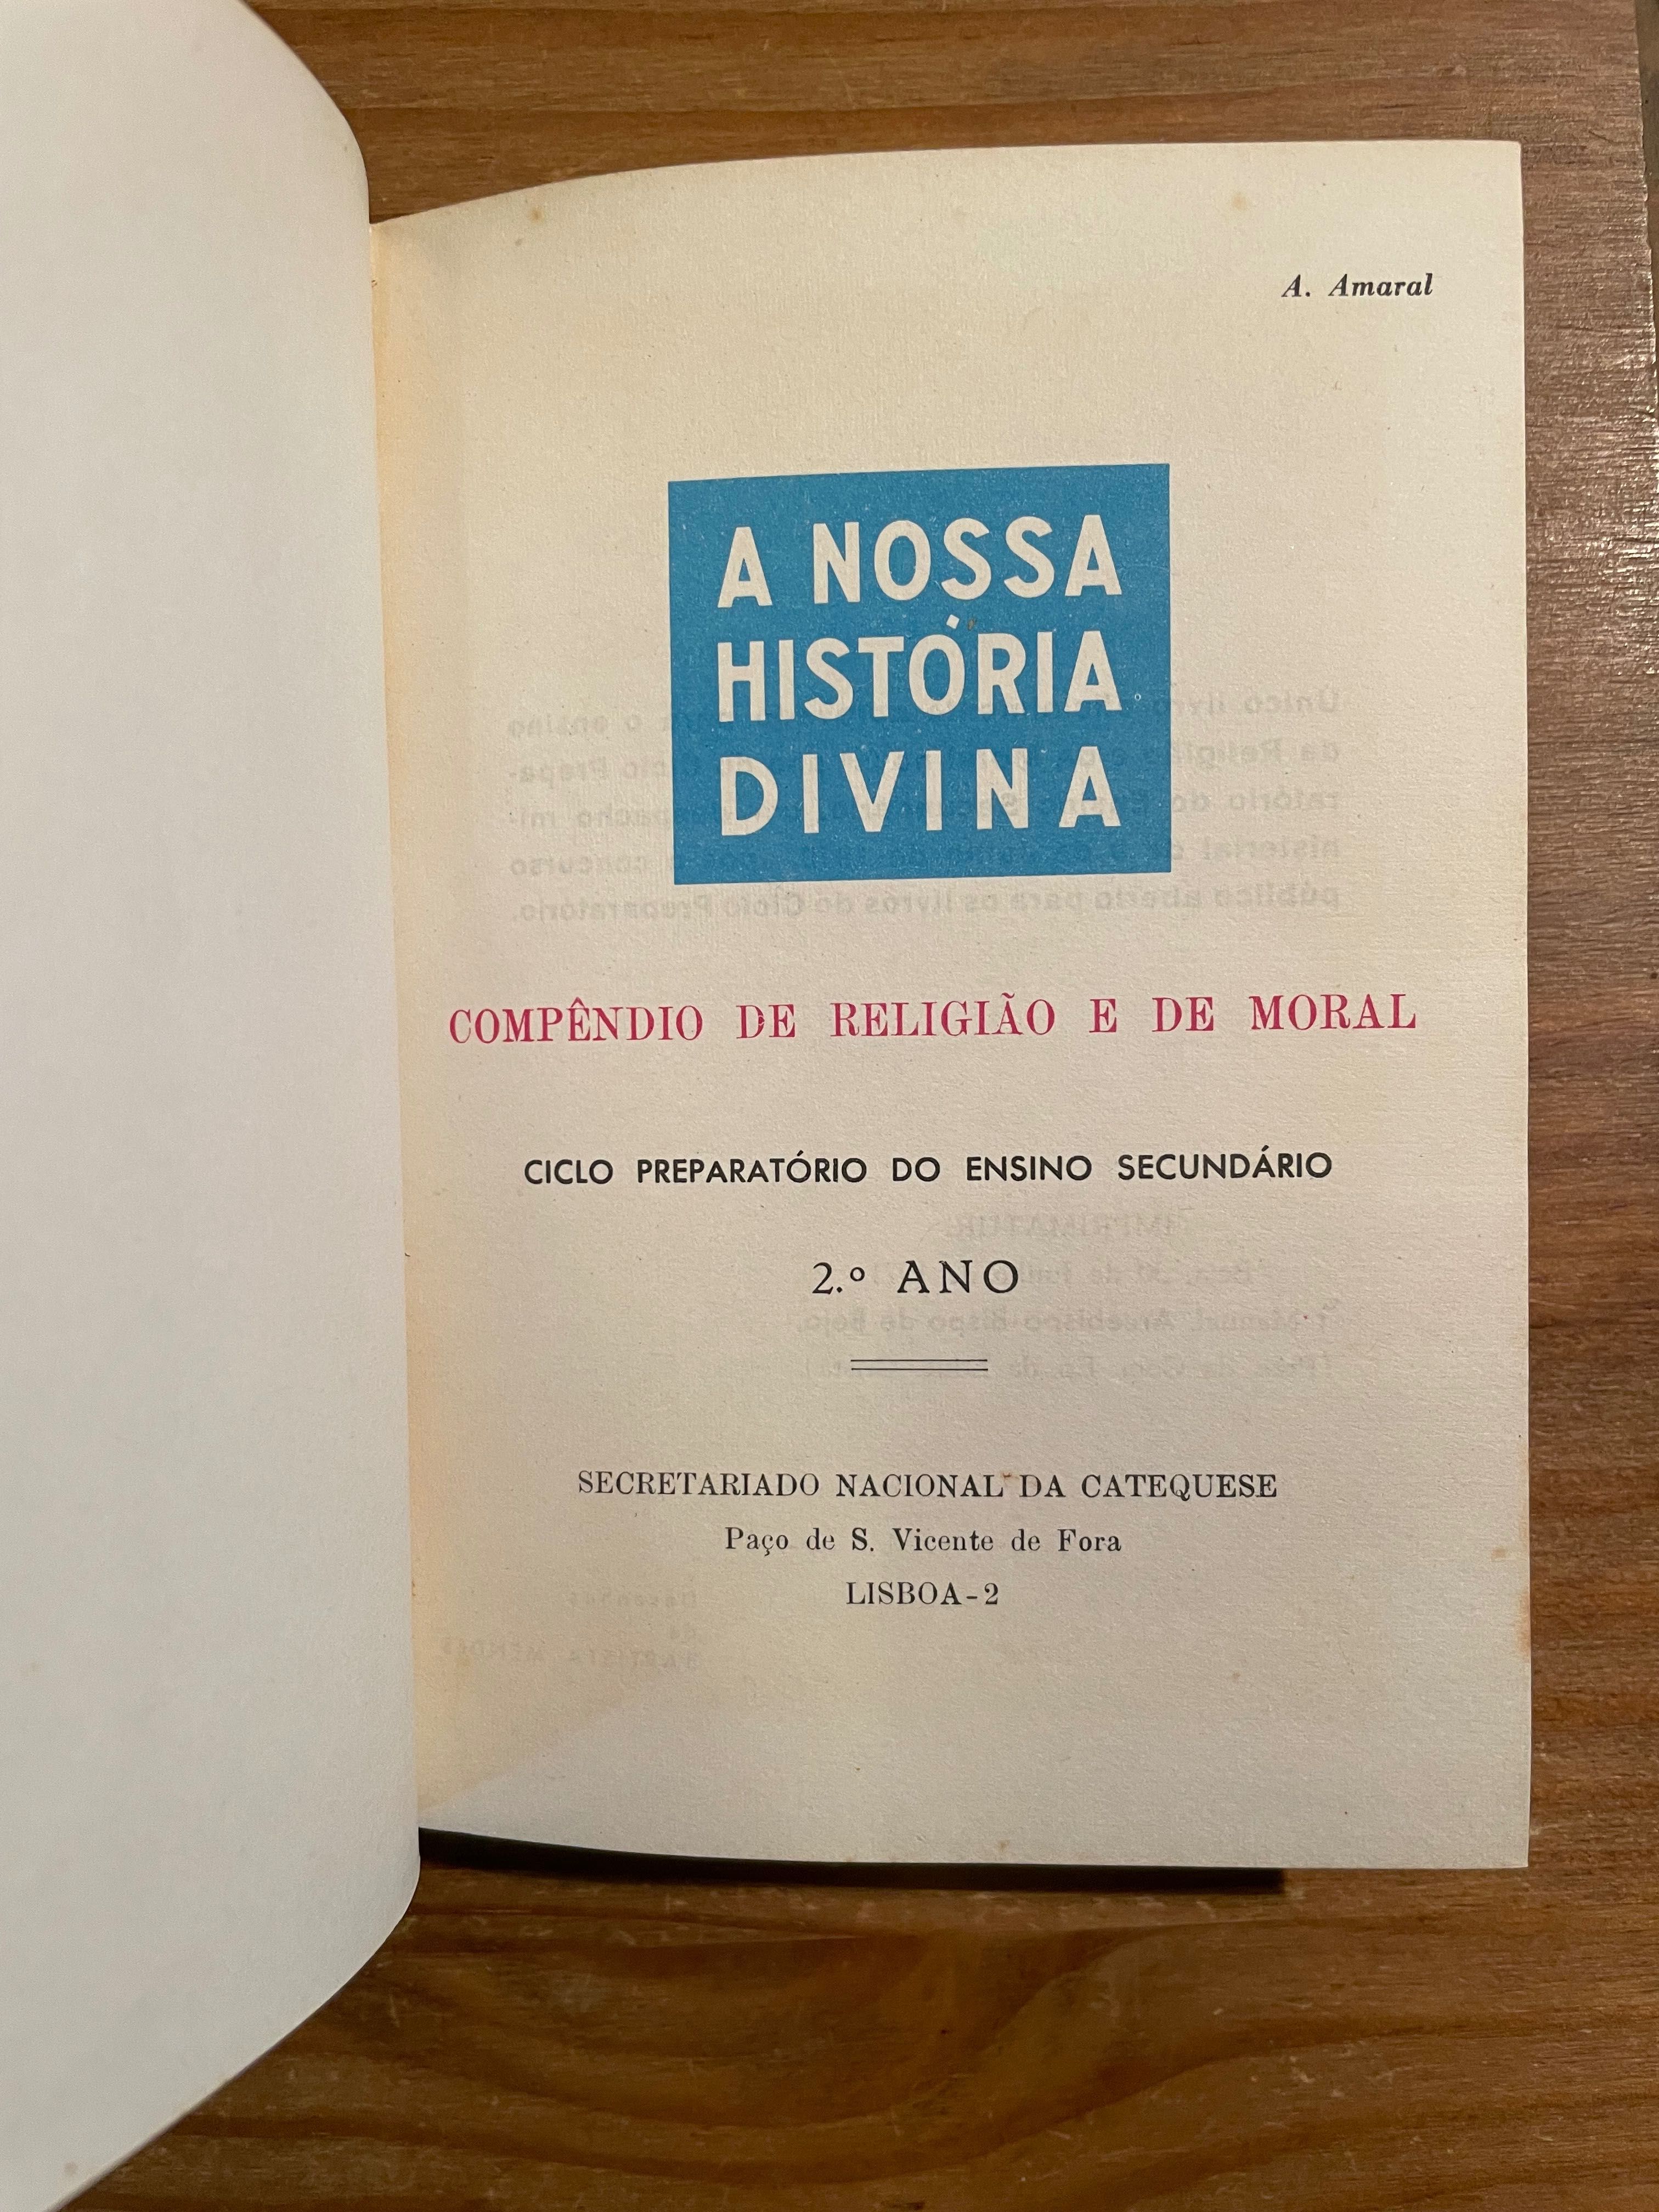 A. Amaral
A NOSSA
HISTÓRIA
DIVINA
COMPÊNDIO DE RELIGIÃO E DE MORAL
CICLO PREPARATÓRIO DO ENSINO SECUNDÁRIO
2.º ANO
SECRETARIADO NACIONAL DA CATEQUESE
Paço de S. Vicente de Fora
LISBOA-2